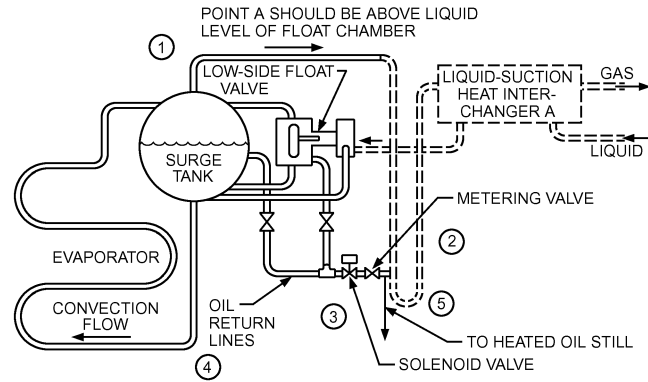 POINT A SHOULD BE ABOVE LIQUID
LEVEL OF FLOAT CHAMBER
1
LOW-SIDE FLOAT
VALVE
LIQUID-SUCTION
HEAT INTER-
CHANGER A
GAS
LIQUID
SURGE
TANK
METERING VALVE
EVAPORATOR
2
CONVECTION
FLOW
OIL
RETURN
LINES
3
5
TO HEATED OIL STILL
SOLENOID VALVE
4